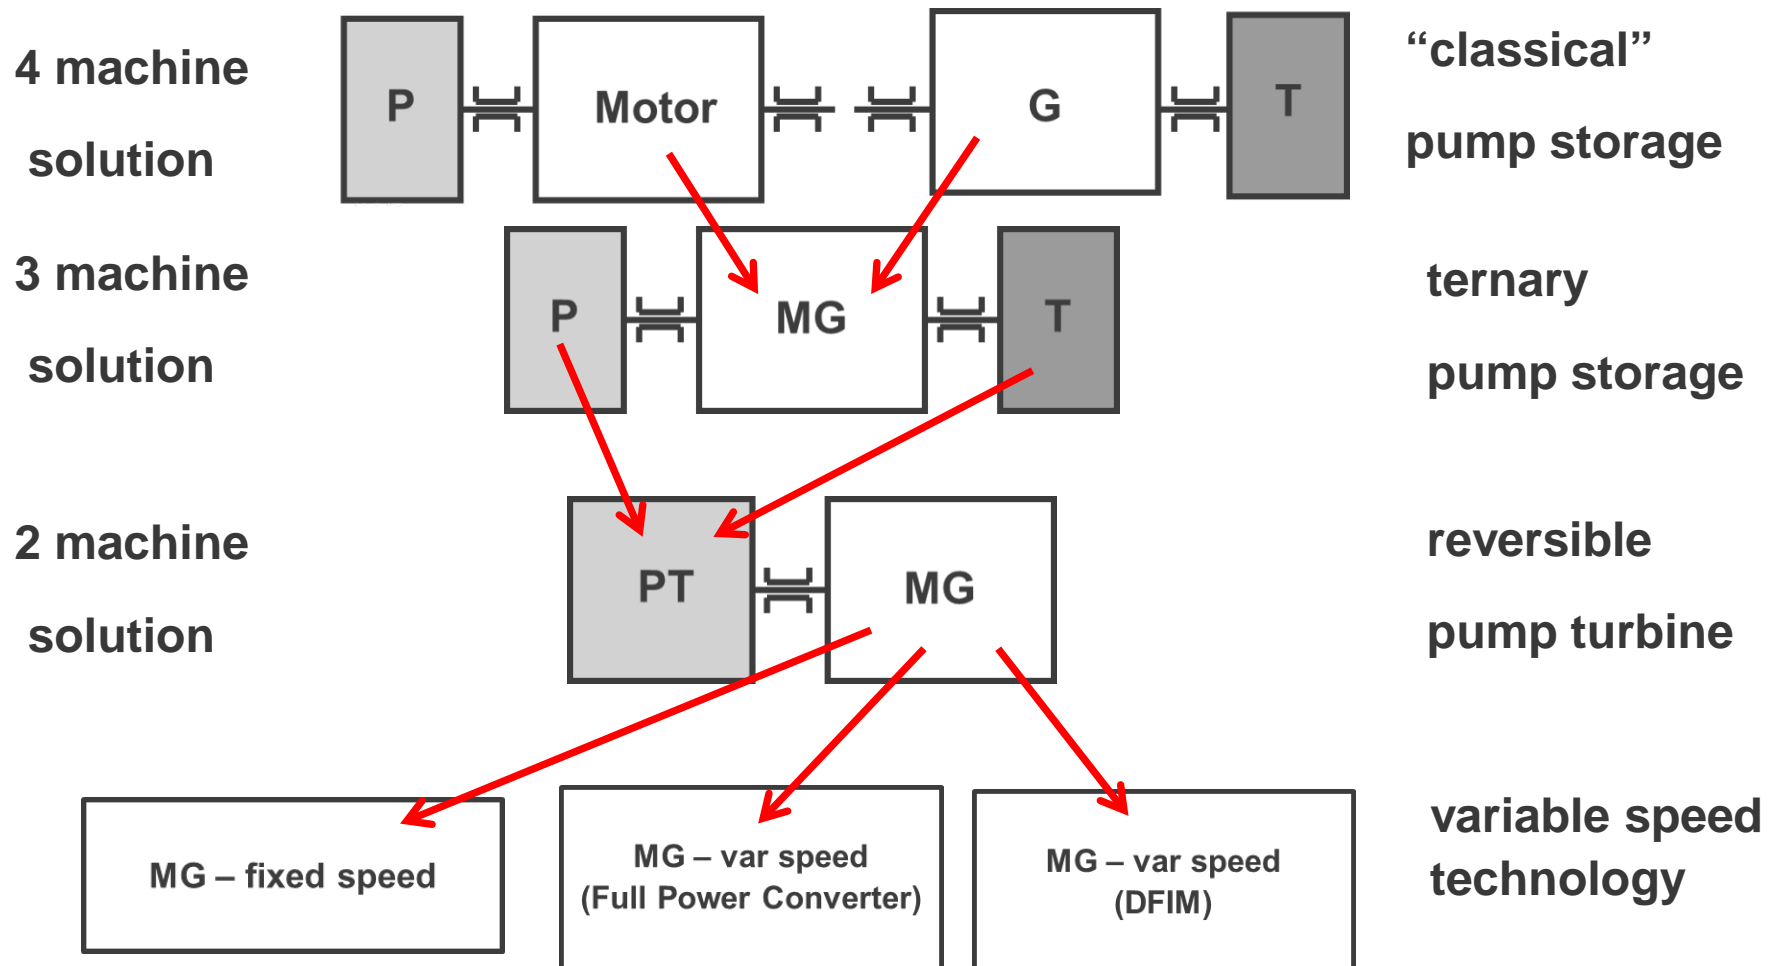 4 machine
solution
P
Motor
G
T
“classical”
pump storage
3 machine
solution
P
MG
T
ternary
pump storage
2 machine
solution
PT
MG
reversible
pump turbine
MG – fixed speed
MG – var speed
(Full Power Converter)
MG – var speed
(DFIM)
variable speed
technology